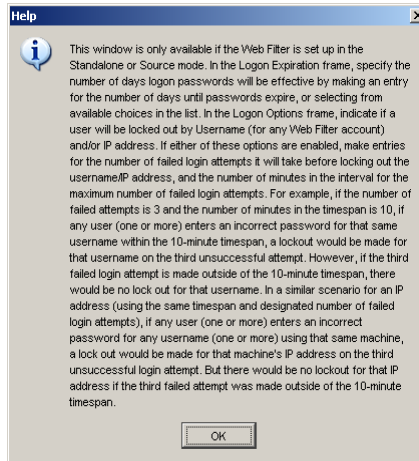 Help
This window is only available if the Web Filter is set up in the
Standalone or Source mode. In the Logon Expiration frame, specify the
number of days logon passwords will be effective by making an entry
for the number of days until passwords expire, or selecting from
available choices in the list. In the Logon Options frame, indicate if a
user will be locked out by Username (for any Web Filter account)
and/or IP address. If either of these options are enabled, make entries
for the number of failed login attempts it will take before locking out the
username/IP address, and the number of minutes in the interval for the
maximum number of failed login attempts. For example, if the number of
failed attempts is 3 and the number of minutes in the timespan is 10, if
any user (one or more) enters an incorrect password for that same
username within the 10-minute timespan, a lockout would be made for
that username on the third unsuccessful attempt. However, if the third
failed login attempt is made outside of the 10-minute timespan, there
would be no lock out for that username. In a similar scenario for an IP
address (using the same timespan and designated number of failed
login attempts), if any user (one or more) enters an incorrect
password for any username (one or more) using that same machine,
a lock out would be made for that machine's IP address on the third
unsuccessful login attempt. But there would be no lockout for that IP
address if the third failed attempt was made outside of the 10-minute
timespan.
OK